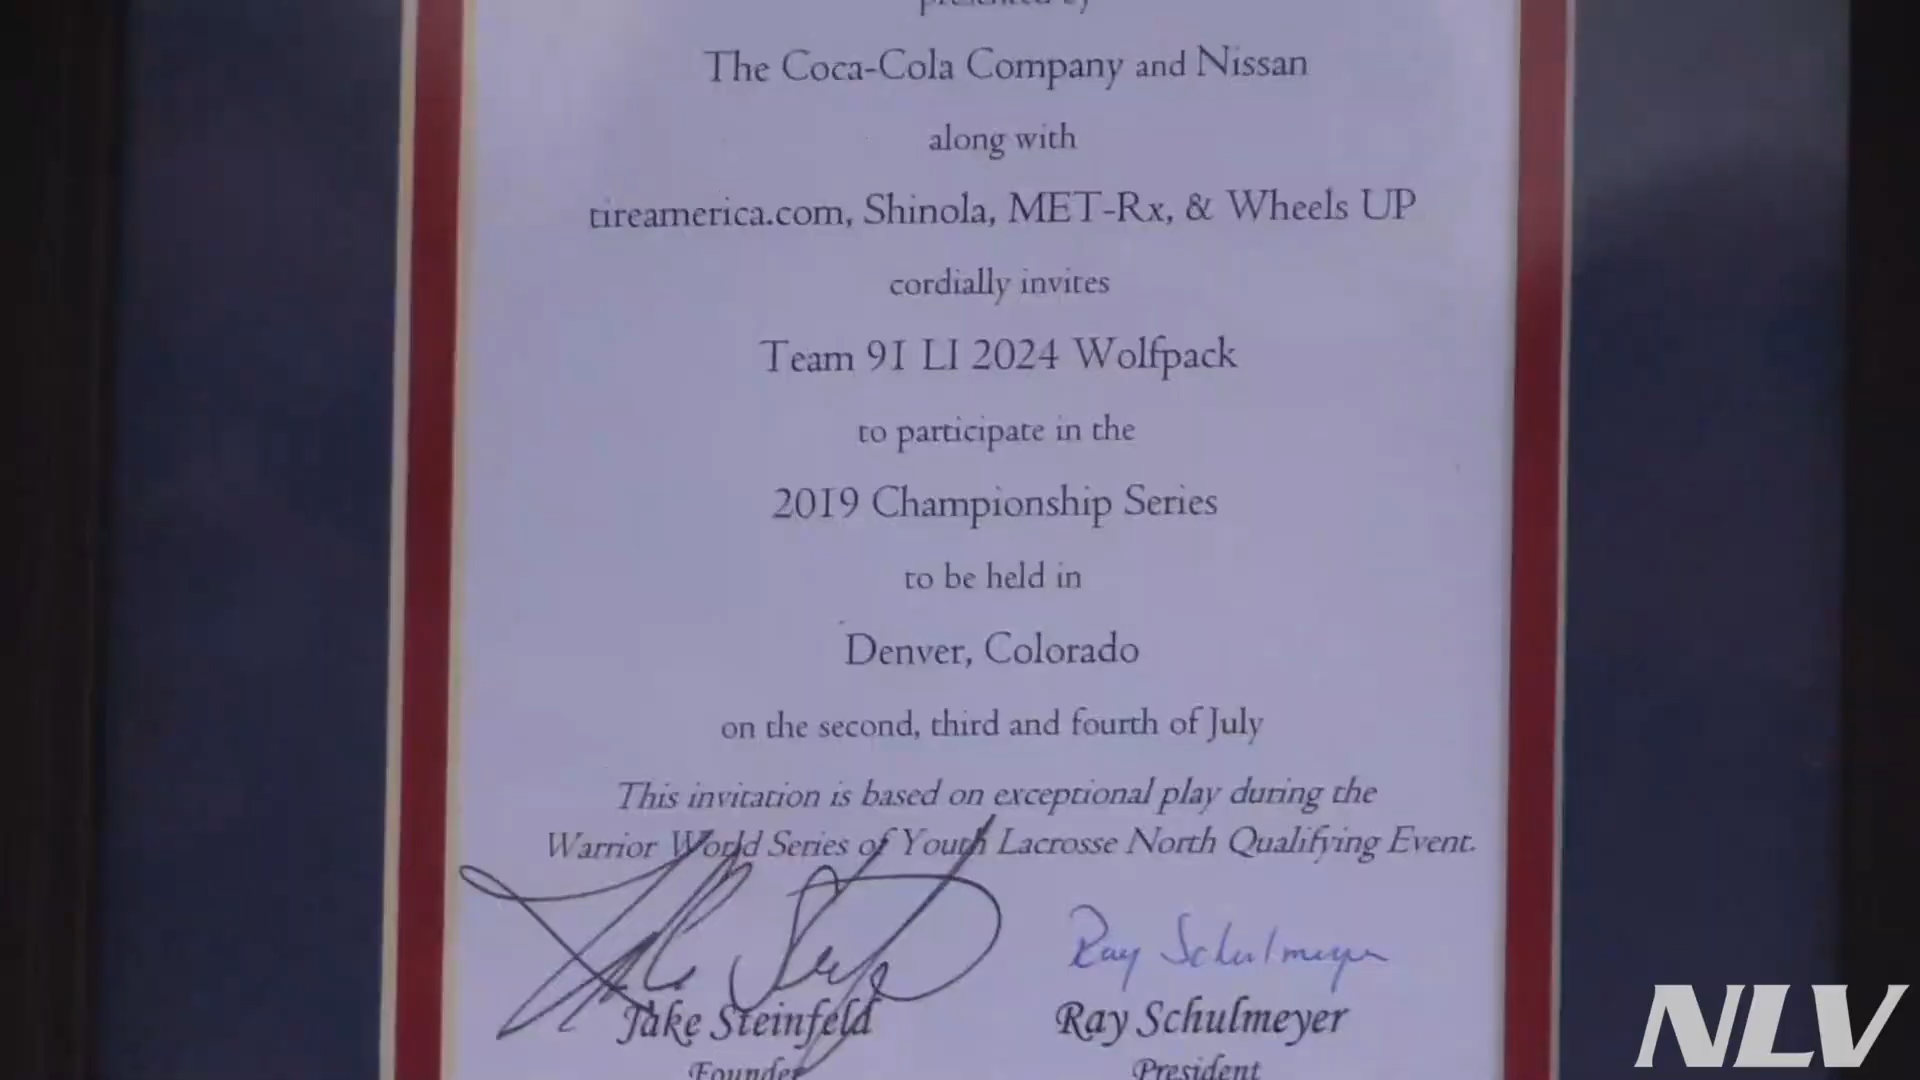 presented by
The Coca-Cola Company and Nissan
along with
tireamerica.com, Shinola, MET-Rx, & Wheels UP
cordially invites
Team 91 LI 2024 Wolfpack
to participate in the
2019 Championship Series
to be held in
Denver, Colorado
on the second, third and fourth of July
This invitation is based on exceptional play during the
Warrior World Series of Youth Lacrosse North Qualifying Event.
Ray Schulmeyer
Jake Steinfeld
Ray Schulmeyer
Founder
President
NLV